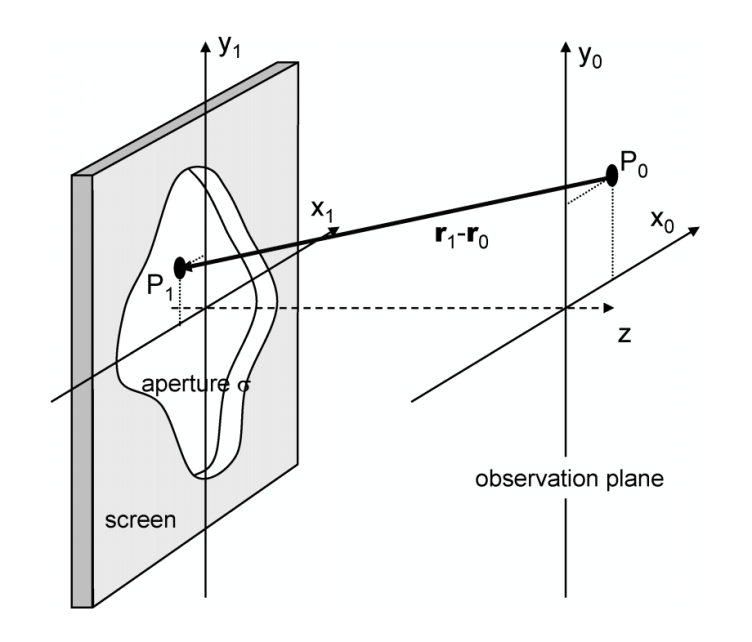 y₁
y₀
P₀
x₁
x₀
r₁-r₀
P₁
z
aperture σ
observation plane
screen